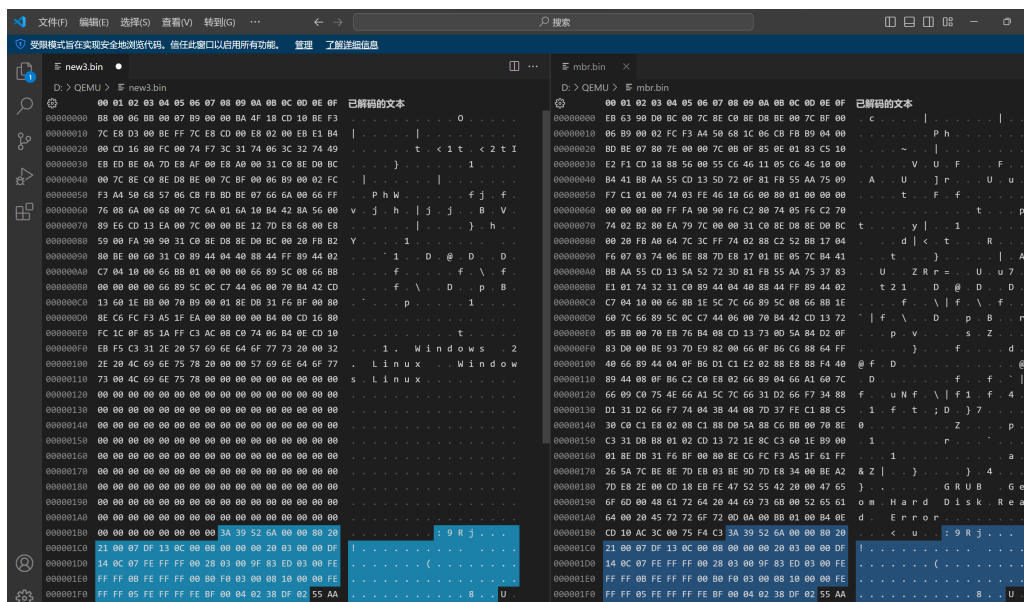 文件(F) 编辑(E) 选择(S) 查看(V) 转到(G) ··· ← → 搜索
受限模式旨在实现安全地浏览代码。信任此窗口以启用所有功能。 管理 了解详细信息
1
new3.bin ●
D: > QEMU > new3.bin
00 01 02 03 04 05 06 07 08 09 0A 0B 0C 0D 0E 0F 已解码的文本
00000000 B8 00 06 BB 00 07 B9 00 00 BA 4F 18 CD 10 BE F3
00000010 7C E8 D3 00 BE FF 7C E8 CD 00 E8 02 00 EB E1 B4
00000020 00 CD 16 80 FC 00 74 F7 3C 31 74 06 3C 32 74 49
00000030 EB ED BE 0A 7D E8 AF 00 E8 A0 00 31 C0 8E D0 BC
00000040 00 7C 8E C0 8E D8 BE 00 7C BF 00 06 B9 00 02 FC
00000050 F3 A4 50 68 57 06 CB FB BD BE 07 66 6A 00 66 FF
00000060 76 08 6A 00 68 00 7C 6A 01 6A 10 B4 42 8A 56 00
00000070 89 E6 CD 13 EA 00 7C 00 00 BE 12 7D E8 68 00 E8
00000080 59 00 FA 90 90 31 C0 8E D8 8E D0 BC 00 20 FB B2
00000090 80 BE 00 60 31 C0 89 44 04 40 88 44 FF 89 44 02
000000A0 C7 04 10 00 66 BB 01 00 00 00 66 89 5C 08 66 BB
000000B0 00 00 00 00 66 89 5C 0C C7 44 06 00 70 B4 42 CD
000000C0 13 60 1E BB 00 70 B9 00 01 8E DB 31 F6 BF 00 80
000000D0 8E C6 FC F3 A5 1F EA 00 80 00 00 B4 00 CD 16 80
000000E0 FC 1C 0F 85 1A FF C3 AC 08 C0 74 06 B4 0E CD 10
000000F0 EB F5 C3 31 2E 20 57 69 6E 64 6F 77 73 20 00 32 . . . 1 . W i n d o w s . 2
00000100 2E 20 4C 69 6E 75 78 20 00 00 57 69 6E 64 6F 77 . L i n u x . . W i n d o w
00000110 73 00 4C 69 6E 75 78 00 00 00 00 00 00 00 00 00 s . L i n u x . . . . . . . . .
00000120 00 00 00 00 00 00 00 00 00 00 00 00 00 00 00 00
00000130 00 00 00 00 00 00 00 00 00 00 00 00 00 00 00 00
00000140 00 00 00 00 00 00 00 00 00 00 00 00 00 00 00 00
00000150 00 00 00 00 00 00 00 00 00 00 00 00 00 00 00 00
00000160 00 00 00 00 00 00 00 00 00 00 00 00 00 00 00 00
00000170 00 00 00 00 00 00 00 00 00 00 00 00 00 00 00 00
00000180 00 00 00 00 00 00 00 00 00 00 00 00 00 00 00 00
00000190 00 00 00 00 00 00 00 00 00 00 00 00 00 00 00 00
000001A0 00 00 00 00 00 00 00 00 00 00 00 00 00 00 00 00
000001B0 00 00 00 00 00 00 00 00 3A 39 52 6A 00 00 80 20 : 9 R j
000001C0 21 00 07 DF 13 0C 00 08 00 00 00 20 03 00 00 DF
000001D0 14 0C 07 FE FF FF 00 28 03 00 9F 83 ED 03 00 FE
000001E0 FF FF 0B FE FF FF 00 B0 F0 03 00 08 10 00 00 FE
000001F0 FF FF 05 FE FF FF FE BF 00 04 02 38 DF 02 55 AA
mbr.bin ×
D: > QEMU > mbr.bin
00 01 02 03 04 05 06 07 08 09 0A 0B 0C 0D 0E 0F 已解码的文本
00000000 EB 63 90 D0 BC 00 7C 8E C0 8E D8 BE 00 7C BF 00
00000010 06 B9 00 02 FC F3 A4 50 68 1C 06 CB FB B9 04 00
00000020 BD BE 07 80 7E 00 00 7C 0B 0F 85 0E 01 83 C5 10
00000030 E2 F1 CD 18 88 56 00 55 C6 46 11 05 C6 46 10 00
00000040 B4 41 BB AA 55 CD 13 5D 72 0F 81 FB 55 AA 75 09
00000050 F7 C1 01 00 74 03 FE 46 10 66 00 80 01 00 00 00
00000060 00 00 00 00 FF FA 90 90 F6 C2 80 74 05 F6 C2 70
00000070 74 02 B2 80 EA 79 7C 00 00 31 C0 8E D8 8E D0 BC
00000080 00 20 FB A0 64 7C 3C FF 74 02 88 C2 52 BB 17 04
00000090 F6 07 03 74 06 BE 88 7D E8 17 01 BE 05 7C B4 41
000000A0 BB AA 55 CD 13 5A 52 72 3D 81 FB 55 AA 75 37 83
000000B0 E1 01 74 32 31 C0 89 44 04 40 88 44 FF 89 44 02
000000C0 C7 04 10 00 66 8B 1E 5C 7C 66 89 5C 08 66 8B 1E
000000D0 60 7C 66 89 5C 0C C7 44 06 00 70 B4 42 CD 13 72
000000E0 05 BB 00 70 EB 76 B4 08 CD 13 73 0D 5A 84 D2 0F
000000F0 83 D0 00 BE 93 7D E9 82 00 66 0F B6 C6 88 64 FF
00000100 40 66 89 44 04 0F B6 D1 C1 E2 02 88 E8 88 F4 40
00000110 89 44 08 0F B6 C2 C0 E8 02 66 89 04 66 A1 60 7C
00000120 66 09 C0 75 4E 66 A1 5C 7C 66 31 D2 66 F7 34 88
00000130 D1 31 D2 66 F7 74 04 3B 44 08 7D 37 FE C1 88 C5
00000140 30 C0 C1 E8 02 08 C1 88 D0 5A 88 C6 BB 00 70 8E
00000150 C3 31 DB B8 01 02 CD 13 72 1E 8C C3 60 1E B9 00
00000160 01 8E DB 31 F6 BF 00 80 8E C6 FC F3 A5 1F 61 FF
00000170 26 5A 7C BE 8E 7D EB 03 BE 9D 7D E8 34 00 BE A2
00000180 7D E8 2E 00 CD 18 EB FE 47 52 55 42 20 00 47 65 G R U B G e
00000190 6F 6D 00 48 61 72 64 20 44 69 73 6B 00 52 65 61 o m . H a r d D i s k . R e a
000001A0 64 00 20 45 72 72 6F 72 0D 0A 00 BB 01 00 B4 0E d . E r r o r
000001B0 CD 10 AC 3C 00 75 F4 C3 3A 39 52 6A 00 00 80 20 : 9 R j
000001C0 21 00 07 DF 13 0C 00 08 00 00 00 20 03 00 00 DF
000001D0 14 0C 07 FE FF FF 00 28 03 00 9F 83 ED 03 00 FE
000001E0 FF FF 0B FE FF FF 00 B0 F0 03 00 08 10 00 00 FE
000001F0 FF FF 05 FE FF FF FE BF 00 04 02 38 DF 02 55 AA